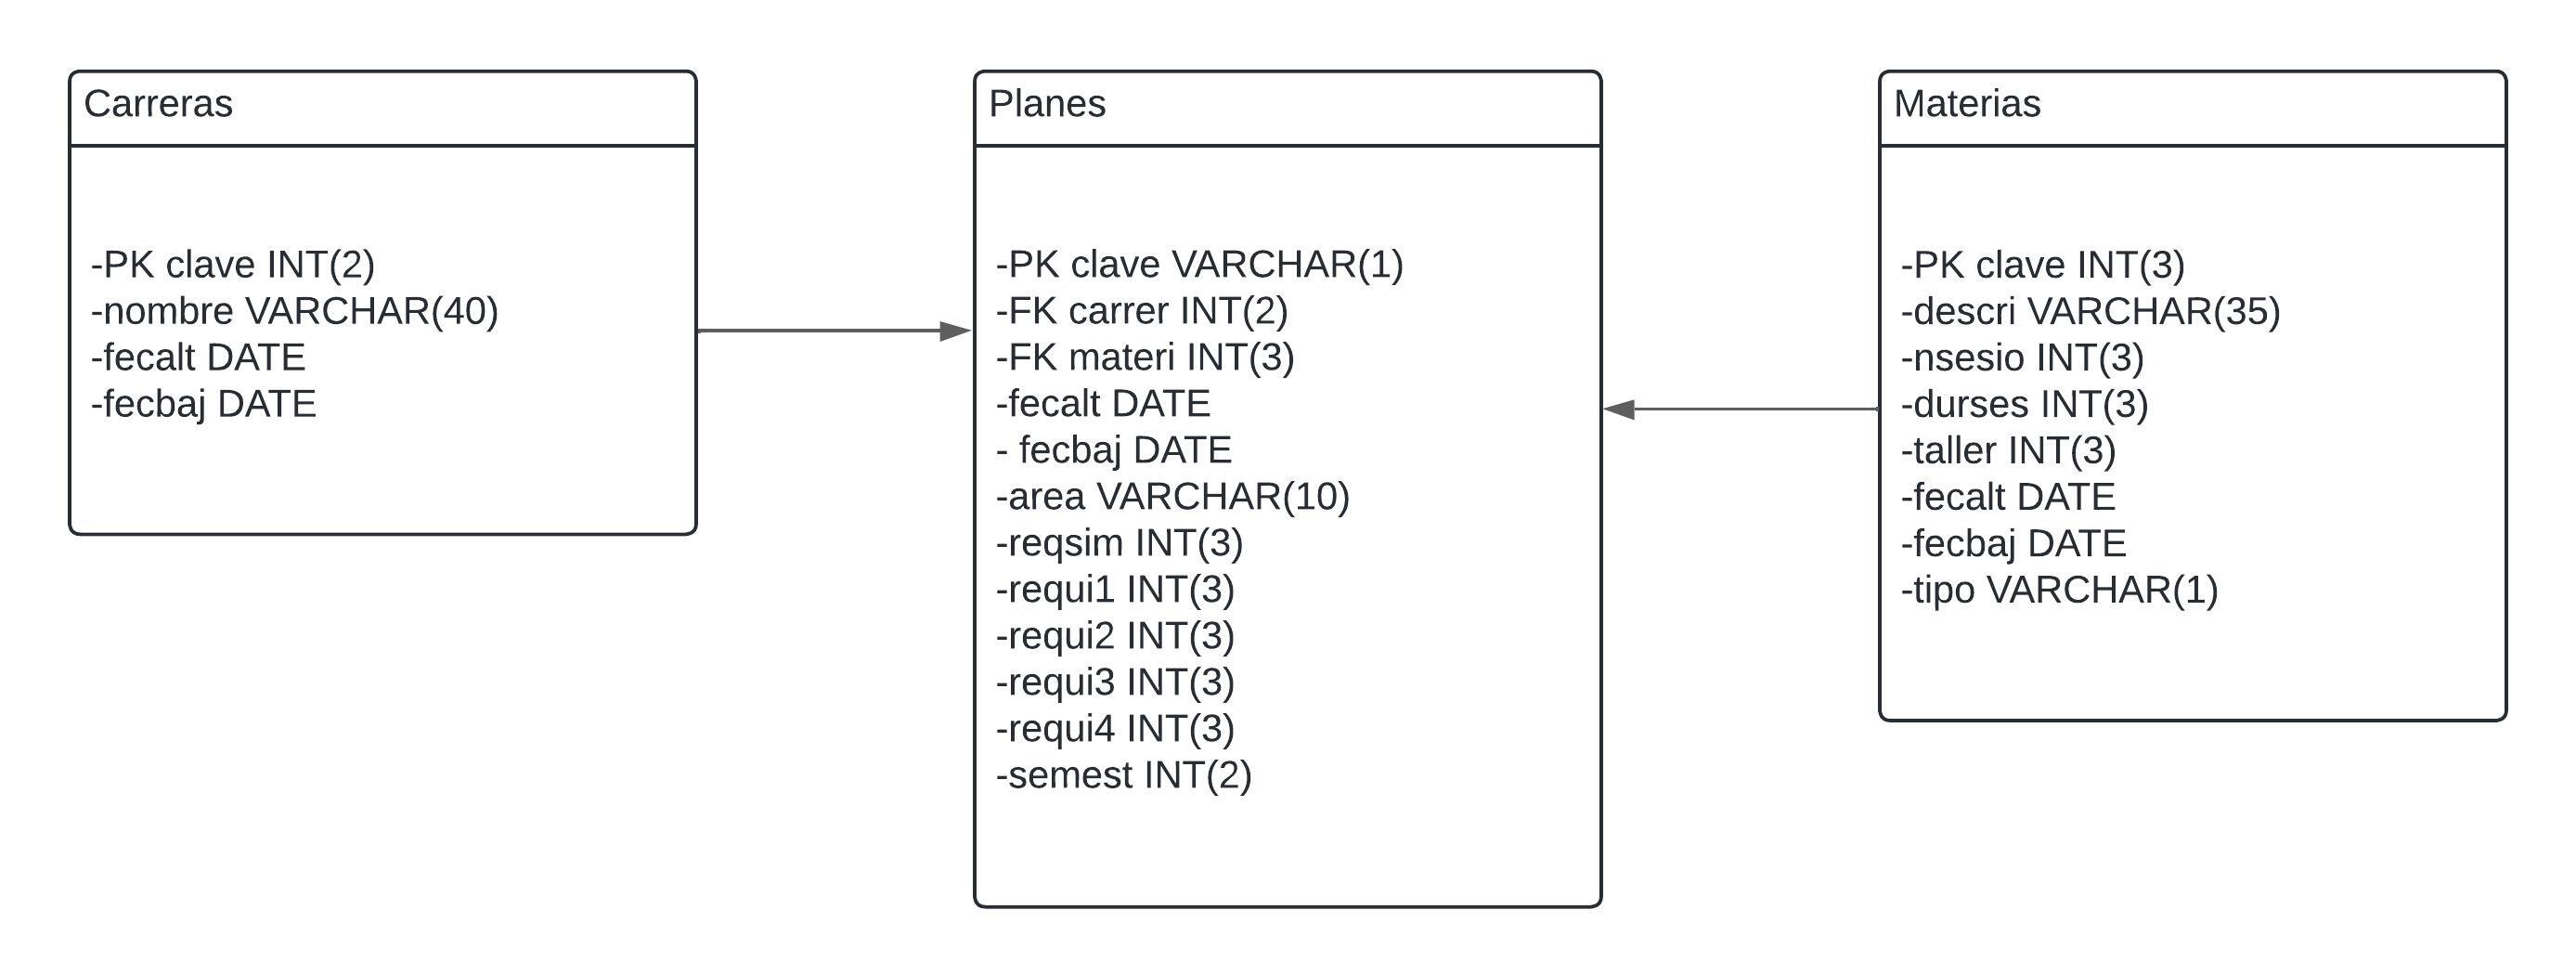 Carreras
-PK clave INT(2)
-nombre VARCHAR(40)
-fecalt DATE
-fecbaj DATE
Planes
-PK clave VARCHAR(1)
-FK carrer INT(2)
-FK materi INT(3)
-fecalt DATE
- fecbaj DATE
-area VARCHAR(10)
-reqsim INT(3)
-requi1 INT(3)
-requi2 INT(3)
-requi3 INT(3)
-requi4 INT(3)
-semest INT(2)
Materias
-PK clave INT(3)
-descri VARCHAR(35)
-nsesio INT(3)
-durses INT(3)
-taller INT(3)
-fecalt DATE
-fecbaj DATE
-tipo VARCHAR(1)